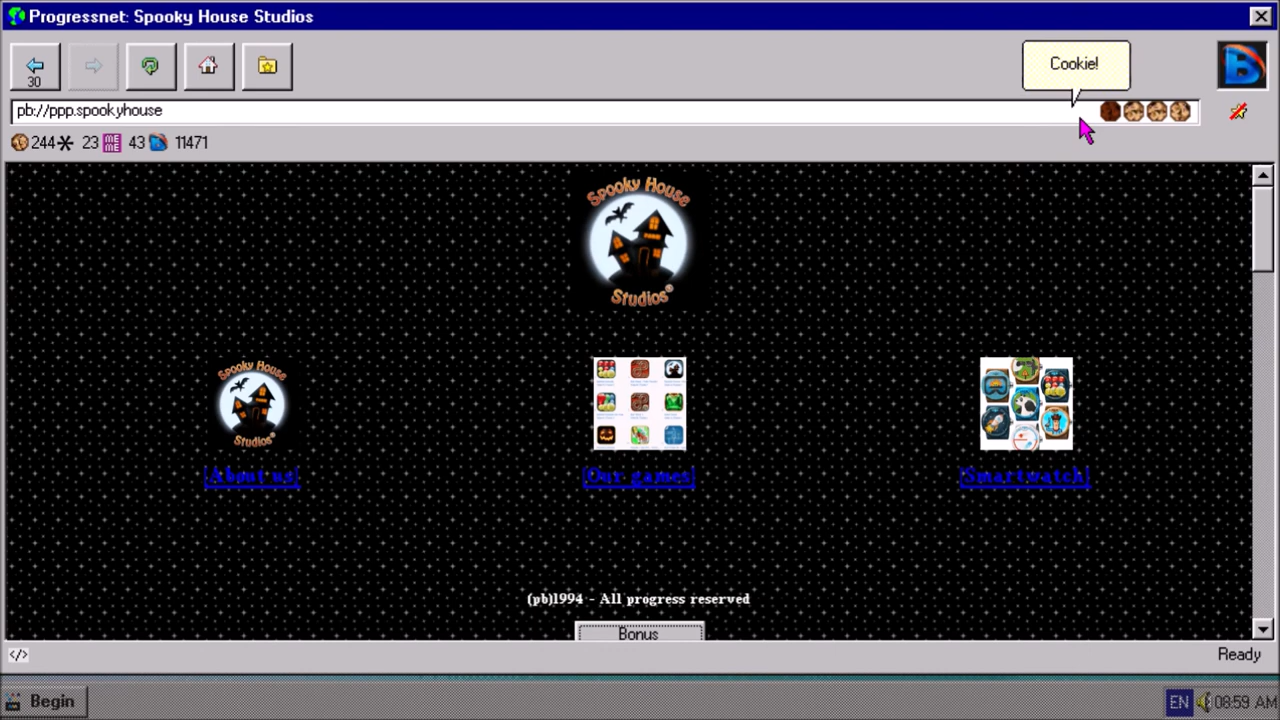 Progressnet: Spooky House Studios
30
Cookie!
pb://ppp.spookyhouse
244 23 MEME 43 11471
Spooky House
Studios®
Spooky House
Studios
[About us]
[Our games]
[Smartwatch]
(pb)1994 - All progress reserved
Bonus
</> Ready
Begin
EN 08:59 AM